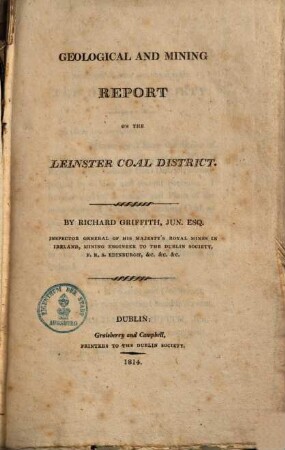 GEOLOGICAL AND MINING
REPORT
ON THE
LEINSTER COAL DISTRICT.
BY RICHARD GRIFFITH, JUN. ESQ.
INSPECTOR GENERAL OF HIS MAJESTY'S ROYAL MINES IN
IRELAND, MINING ENGINEER TO THE DUBLIN SOCIETY,
F. R. S. EDINBURGH, &C. &C. &C.
DUBLIN:
Graisberry and Campbell,
PRINTERS TO THE DUBLIN SOCIETY;
1814.